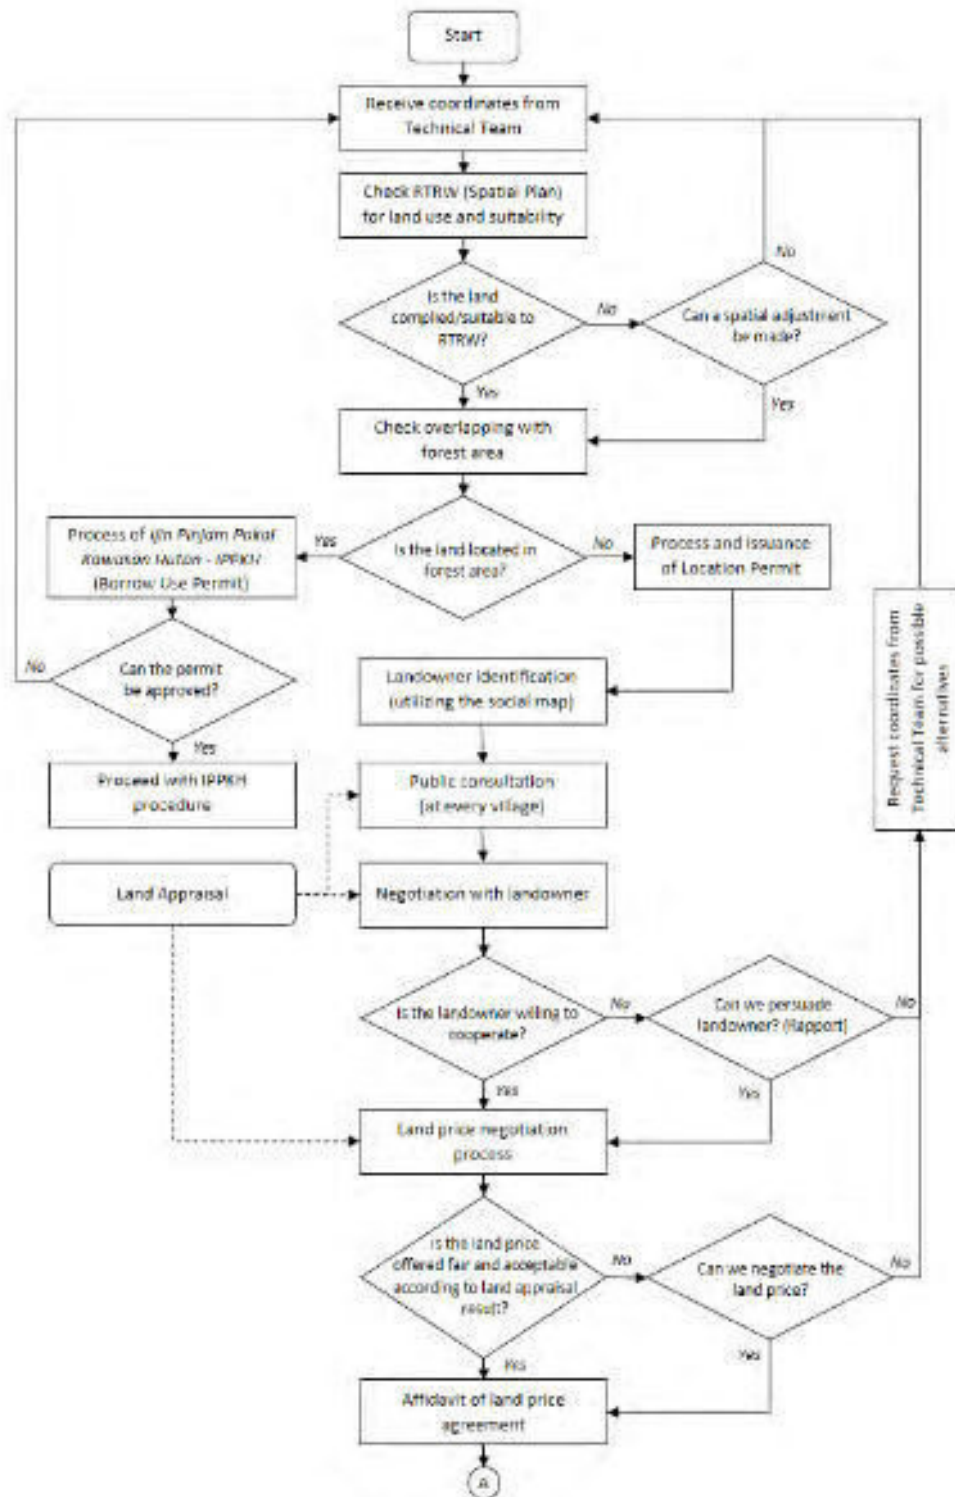 Start
Receive coordinates from
Technical Team
Check RTRW (Spatial Plan)
for land use and suitability
Is the land
complied/suitable to
RTRW?
No
Can a spatial adjustment
be made?
No
Yes
Yes
Check overlapping with
forest area
Is the land located in
forest area?
Yes
No
Process of Ijin Pinjam Pakai
Kawasan Hutan - IPPKH
(Borrow Use Permit)
Process and issuance
of Location Permit
Can the permit
be approved?
No
Yes
Proceed with IPPKH
procedure
Landowner identification
(utilizing the social map)
Public consultation
(at every village)
Request coordinates from
Technical Team for possible
alternatives
Land Appraisal
Negotiation with landowner
Is the landowner willing to
cooperate?
No
Can we persuade
landowner? (Rapport)
No
Yes
Yes
Land price negotiation
process
Is the land price
offered fair and acceptable
according to land appraisal
result?
No
Can we negotiate the
land price?
No
Yes
Yes
Affidavit of land price
agreement
A